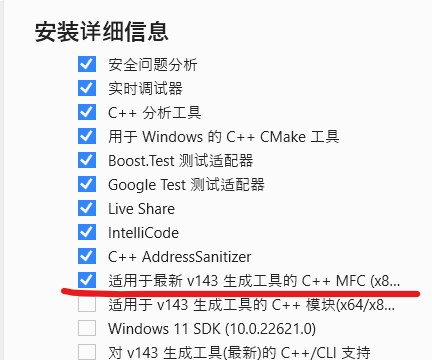 安装详细信息
安全问题分析
实时调试器
C++ 分析工具
用于 Windows 的 C++ CMake 工具
Boost.Test 测试适配器
Google Test 测试适配器
Live Share
IntelliCode
C++ AddressSanitizer
适用于最新 v143 生成工具的 C++ MFC (x8...
适用于 v143 生成工具的 C++ 模块(x64/x8...
Windows 11 SDK (10.0.22621.0)
对 v143 生成工具(最新)的 C++/CLI 支持